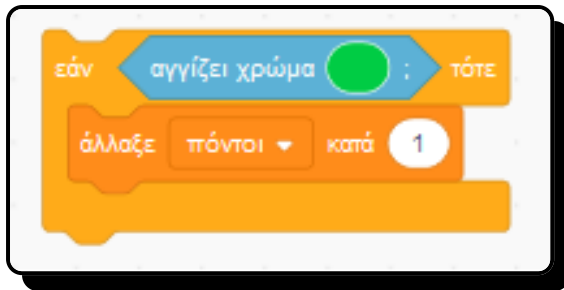 εάν αγγίζει χρώμα ; τότε
άλλαξε πόντοι κατά 1